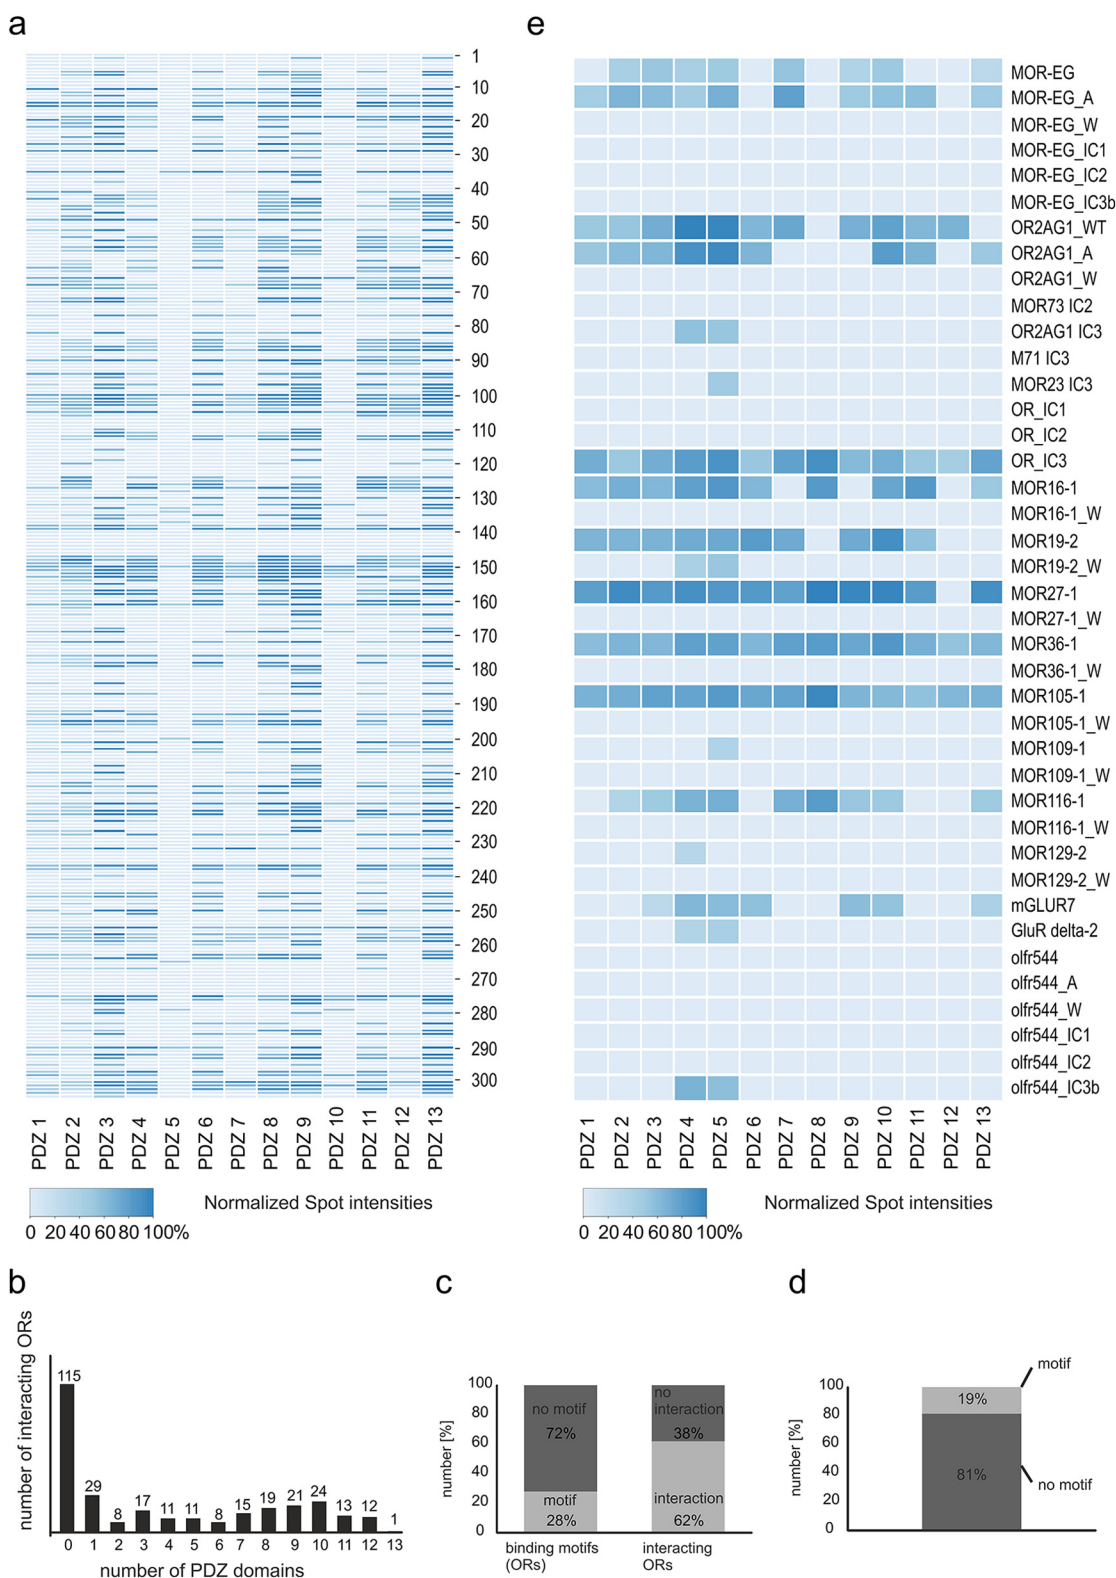 a
1
10
20
30
40
50
60
70
80
90
100
110
120
130
140
150
160
170
180
190
200
210
220
230
240
250
260
270
280
290
300
PDZ 1
PDZ 2
PDZ 3
PDZ 4
PDZ 5
PDZ 6
PDZ 7
PDZ 8
PDZ 9
PDZ 10
PDZ 11
PDZ 12
PDZ 13
Normalized Spot intensities
0 20 40 60 80 100%
e
MOR-EG
MOR-EG_A
MOR-EG_W
MOR-EG_IC1
MOR-EG_IC2
MOR-EG_IC3b
OR2AG1_WT
OR2AG1_A
OR2AG1_W
MOR73 IC2
OR2AG1 IC3
M71 IC3
MOR23 IC3
OR_IC1
OR_IC2
OR_IC3
MOR16-1
MOR16-1_W
MOR19-2
MOR19-2_W
MOR27-1
MOR27-1_W
MOR36-1
MOR36-1_W
MOR105-1
MOR105-1_W
MOR109-1
MOR109-1_W
MOR116-1
MOR116-1_W
MOR129-2
MOR129-2_W
mGLUR7
GluR delta-2
olfr544
olfr544_A
olfr544_W
olfr544_IC1
olfr544_IC2
olfr544_IC3b
PDZ 1
PDZ 2
PDZ 3
PDZ 4
PDZ 5
PDZ 6
PDZ 7
PDZ 8
PDZ 9
PDZ 10
PDZ 11
PDZ 12
PDZ 13
Normalized Spot intensities
0 20 40 60 80 100%
b
number of interacting ORs
115
29
8
17
11
11
8
15
19
21
24
13
12
1
0 1 2 3 4 5 6 7 8 9 10 11 12 13
number of PDZ domains
c
number [%]
100
80
60
40
20
0
no motif
72%
motif
28%
no
interaction
38%
interaction
62%
binding motifs
(ORs)
interacting
ORs
d
number [%]
100
80
60
40
20
0
19%
81%
motif
no motif